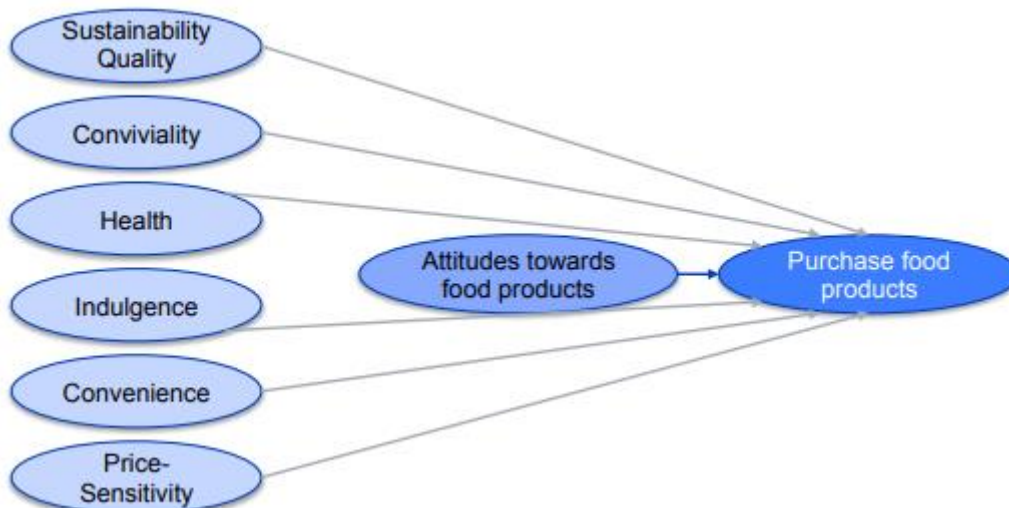 Sustainability
Quality
Conviviality
Health
Indulgence
Convenience
Price-
Sensitivity
Attitudes towards
food products
Purchase food
products